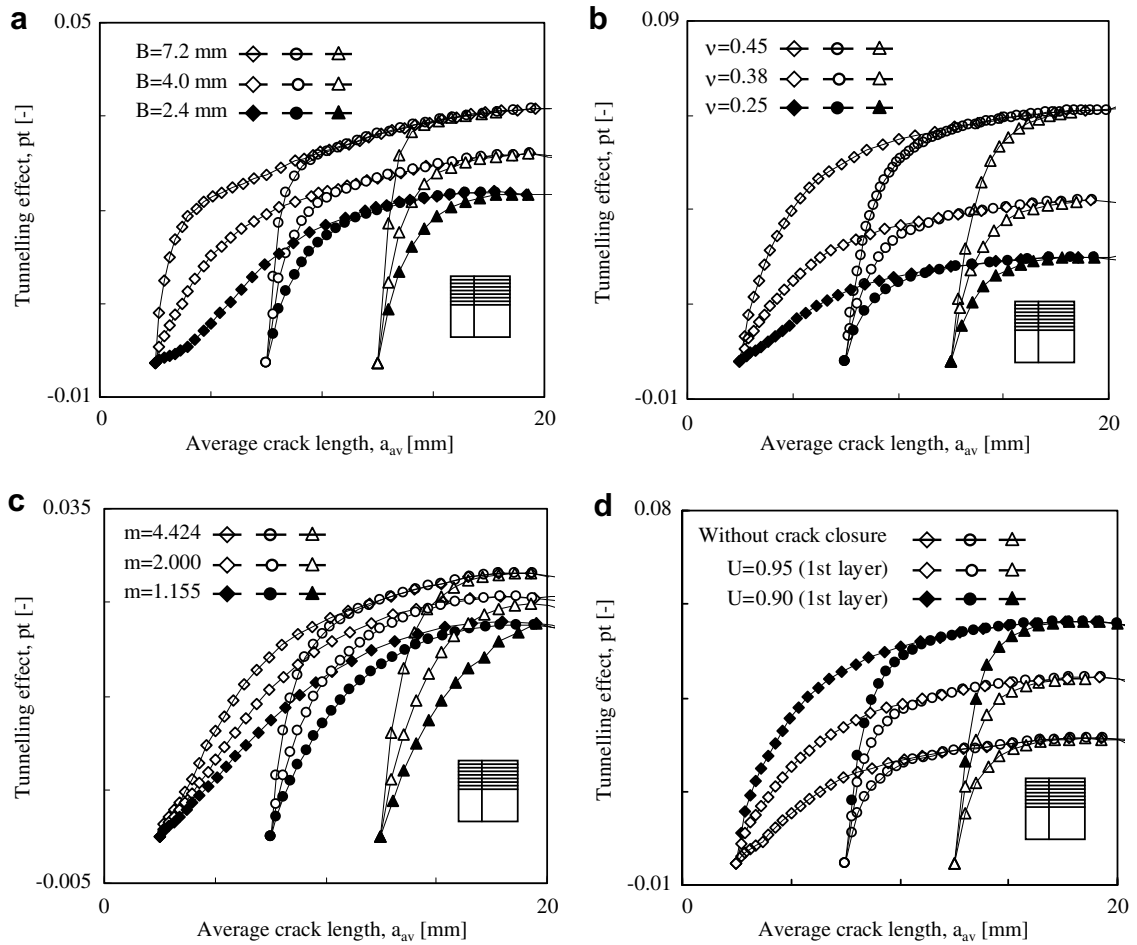 a
0.05
B=7.2 mm
B=4.0 mm
B=2.4 mm
Tunnelling effect, pt [-]
-0.01
0
20
Average crack length, a_av [mm]
b
0.09
ν=0.45
ν=0.38
ν=0.25
Tunnelling effect, pt [-]
-0.01
0
20
Average crack length, a_av [mm]
c
0.035
m=4.424
m=2.000
m=1.155
Tunnelling effect, pt [-]
-0.005
0
20
Average crack length, a_av [mm]
d
0.08
Without crack closure
U=0.95 (1st layer)
U=0.90 (1st layer)
Tunnelling effect, pt [-]
-0.01
0
20
Average crack length, a_av [mm]